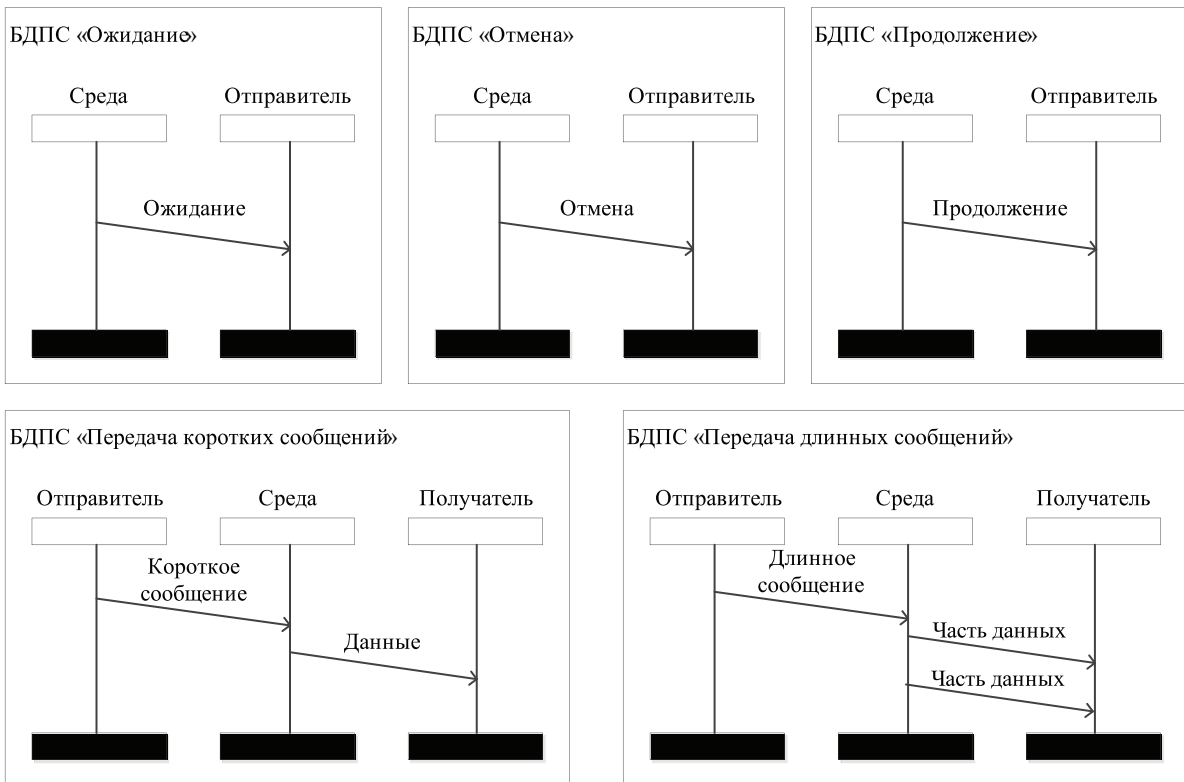 БДПС «Ожидание»
Среда
Отправитель
Ожидание
БДПС «Отмена»
Среда
Отправитель
Отмена
БДПС «Продолжение»
Среда
Отправитель
Продолжение
БДПС «Передача коротких сообщений»
Отправитель
Среда
Получатель
Короткое
сообщение
Данные
БДПС «Передача длинных сообщений»
Отправитель
Среда
Получатель
Длинное
сообщение
Часть данных
Часть данных